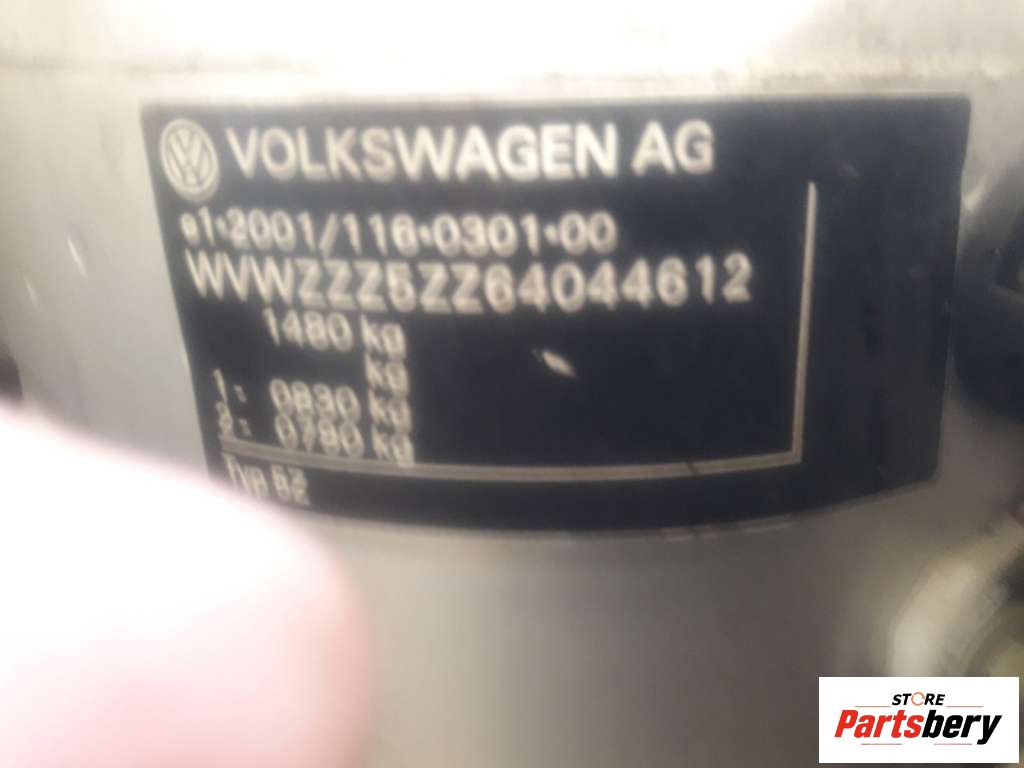 VOLKSWAGEN AG
e1*2001/116*0301*00
WVWZZZ5ZZ64044612
1480 kg
kg
1: 0830 kg
2: 0790 kg
Typ 5Z
STORE
Partsbery